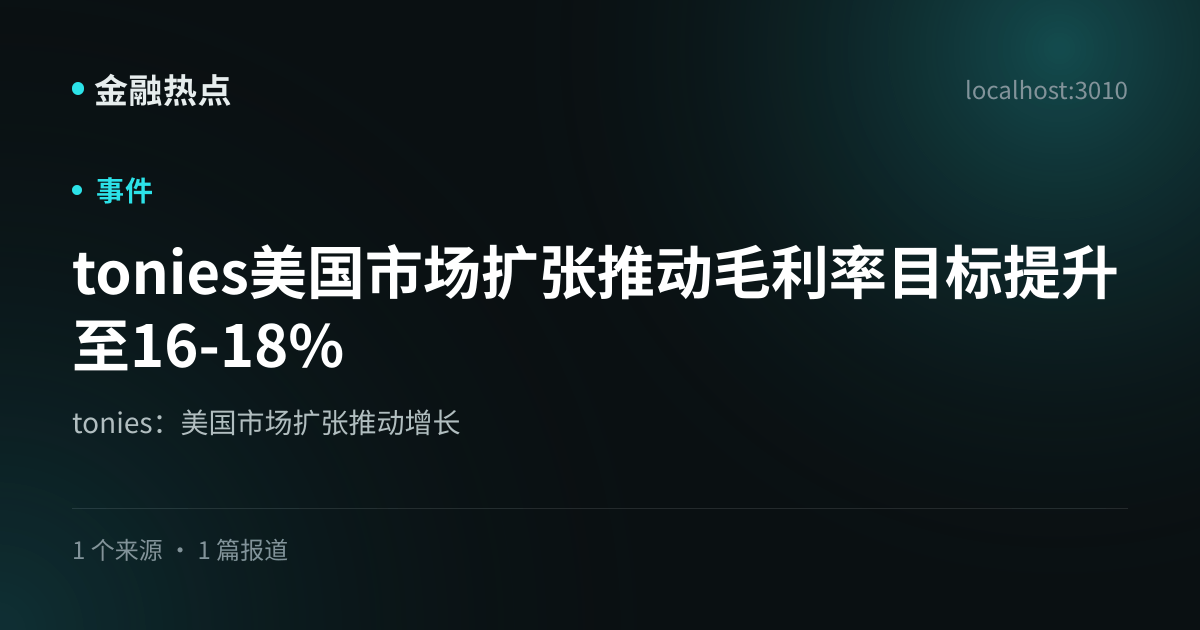 金融热点
localhost:3010
事件
tonies美国市场扩张推动毛利率目标提升
至16-18%
tonies：美国市场扩张推动增长
1 个来源 · 1 篇报道